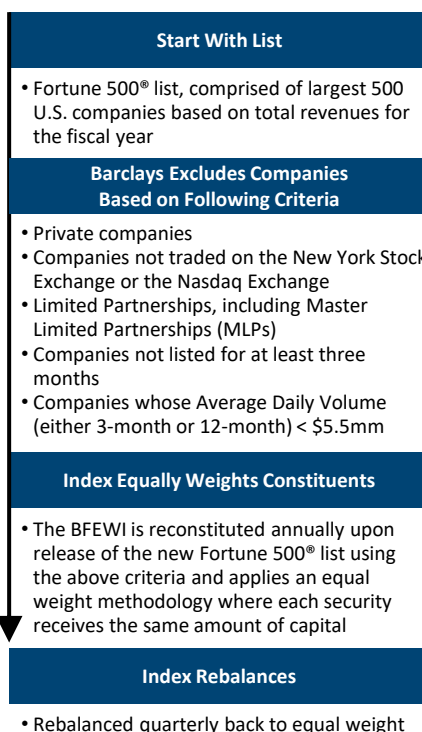 Start With List
• Fortune 500® list, comprised of largest 500
U.S. companies based on total revenues for
the fiscal year
Barclays Excludes Companies
Based on Following Criteria
• Private companies
• Companies not traded on the New York Stock
Exchange or the Nasdaq Exchange
• Limited Partnerships, including Master
Limited Partnerships (MLPs)
• Companies not listed for at least three
months
• Companies whose Average Daily Volume
(either 3-month or 12-month) < $5.5mm
Index Equally Weights Constituents
• The BFEWI is reconstituted annually upon
release of the new Fortune 500® list using
the above criteria and applies an equal
weight methodology where each security
receives the same amount of capital
Index Rebalances
• Rebalanced quarterly back to equal weight